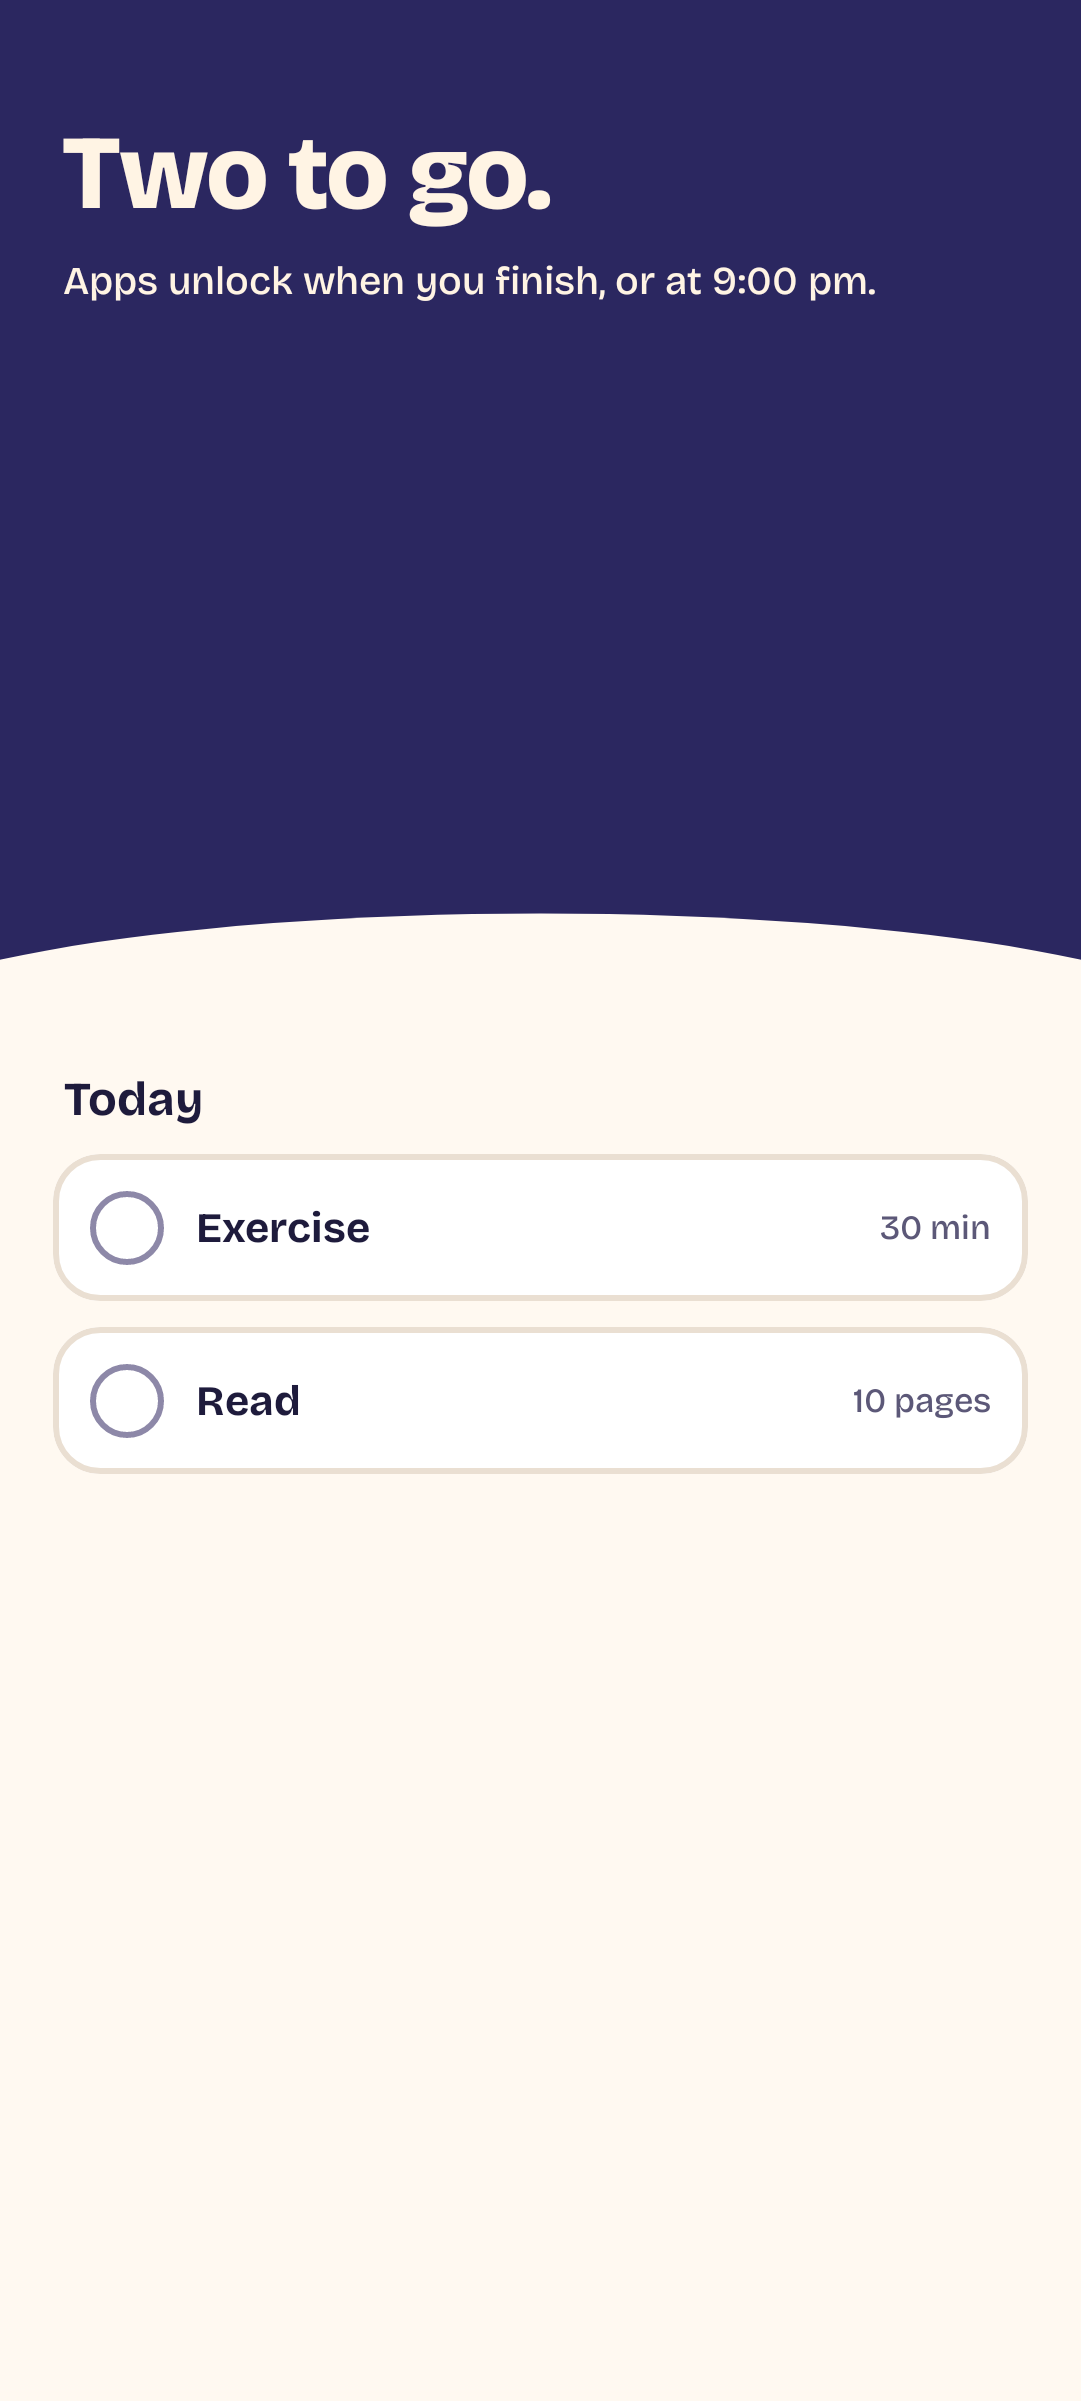 Two to go.
Apps unlock when you finish, or at 9:00 pm.
Today
Exercise 30 min
Read 10 pages